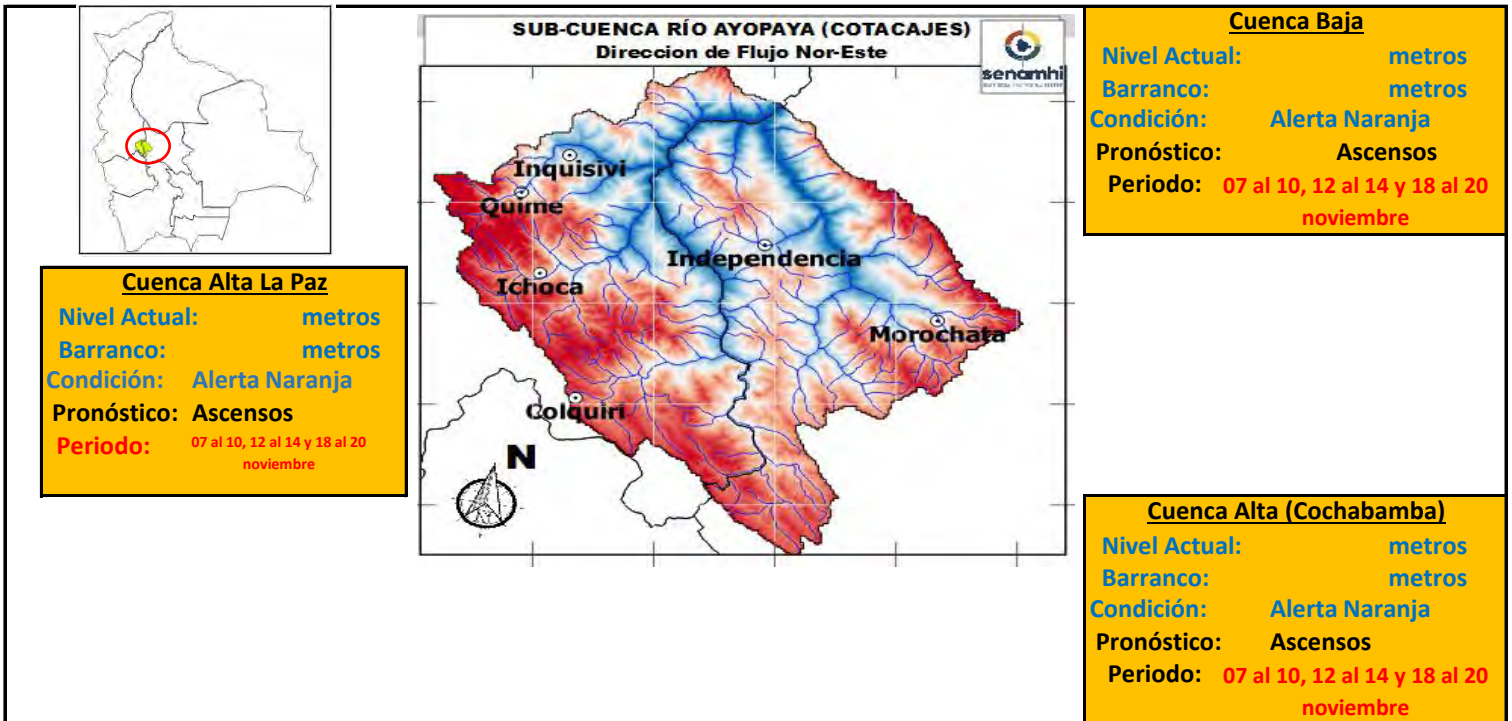 SUB-CUENCA RÍO AYOPAYA (COTACAJES)
Direccion de Flujo Nor-Este
senamhi
Inquisivi
Quime
Independencia
Ichoca
Morochata
Colquiri
N
Cuenca Baja
Nivel Actual: metros
Barranco: metros
Condición: Alerta Naranja
Pronóstico: Ascensos
Periodo: 07 al 10, 12 al 14 y 18 al 20
noviembre
Cuenca Alta La Paz
Nivel Actual: metros
Barranco: metros
Condición: Alerta Naranja
Pronóstico: Ascensos
Periodo: 07 al 10, 12 al 14 y 18 al 20
noviembre
Cuenca Alta (Cochabamba)
Nivel Actual: metros
Barranco: metros
Condición: Alerta Naranja
Pronóstico: Ascensos
Periodo: 07 al 10, 12 al 14 y 18 al 20
noviembre